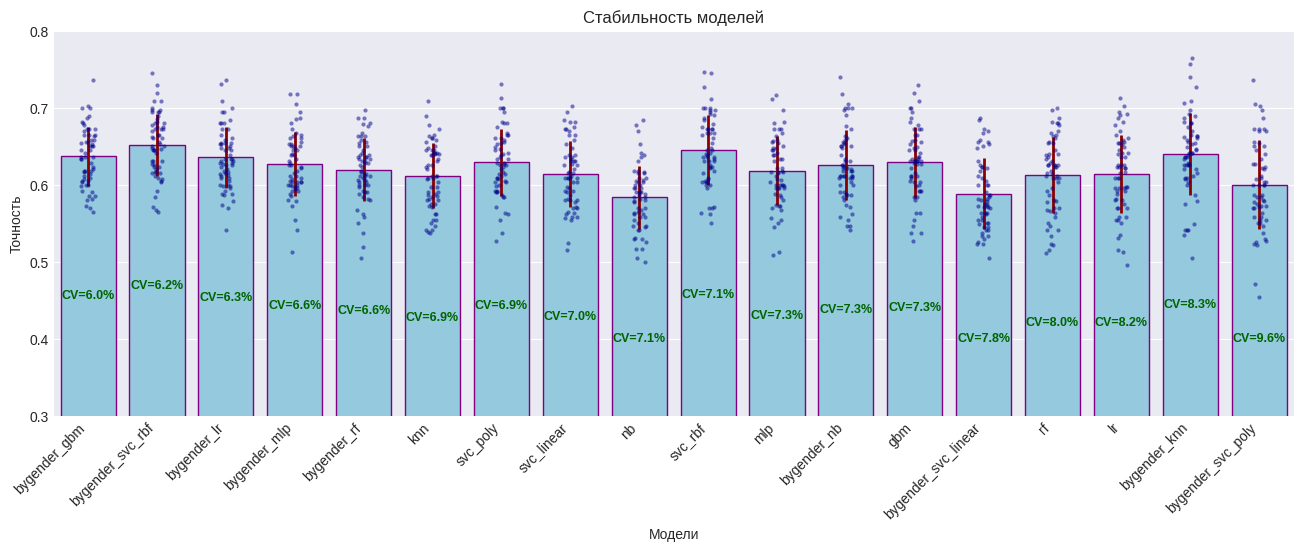 Стабильность моделей
Точность
0.8
0.7
0.6
0.5
0.4
0.3
CV=6.0%
CV=6.2%
CV=6.3%
CV=6.6%
CV=6.6%
CV=6.9%
CV=6.9%
CV=7.0%
CV=7.1%
CV=7.1%
CV=7.3%
CV=7.3%
CV=7.3%
CV=7.8%
CV=8.0%
CV=8.2%
CV=8.3%
CV=9.6%
bygender_gbm
bygender_svc_rbf
bygender_lr
bygender_mlp
bygender_rf
knn
svc_poly
svc_linear
nb
svc_rbf
mlp
bygender_nb
gbm
bygender_svc_linear
rf
lr
bygender_knn
bygender_svc_poly
Модели